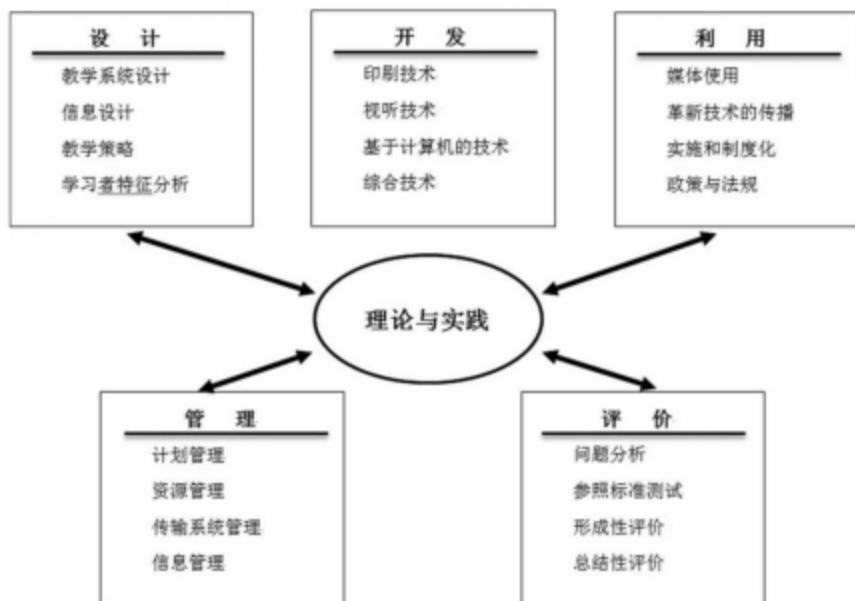 设 计
教学系统设计
信息设计
教学策略
学习者特征分析
开 发
印刷技术
视听技术
基于计算机的技术
综合技术
利 用
媒体使用
革新技术的传播
实施和制度化
政策与法规
理论与实践
管 理
计划管理
资源管理
传输系统管理
信息管理
评 价
问题分析
参照标准测试
形成性评价
总结性评价